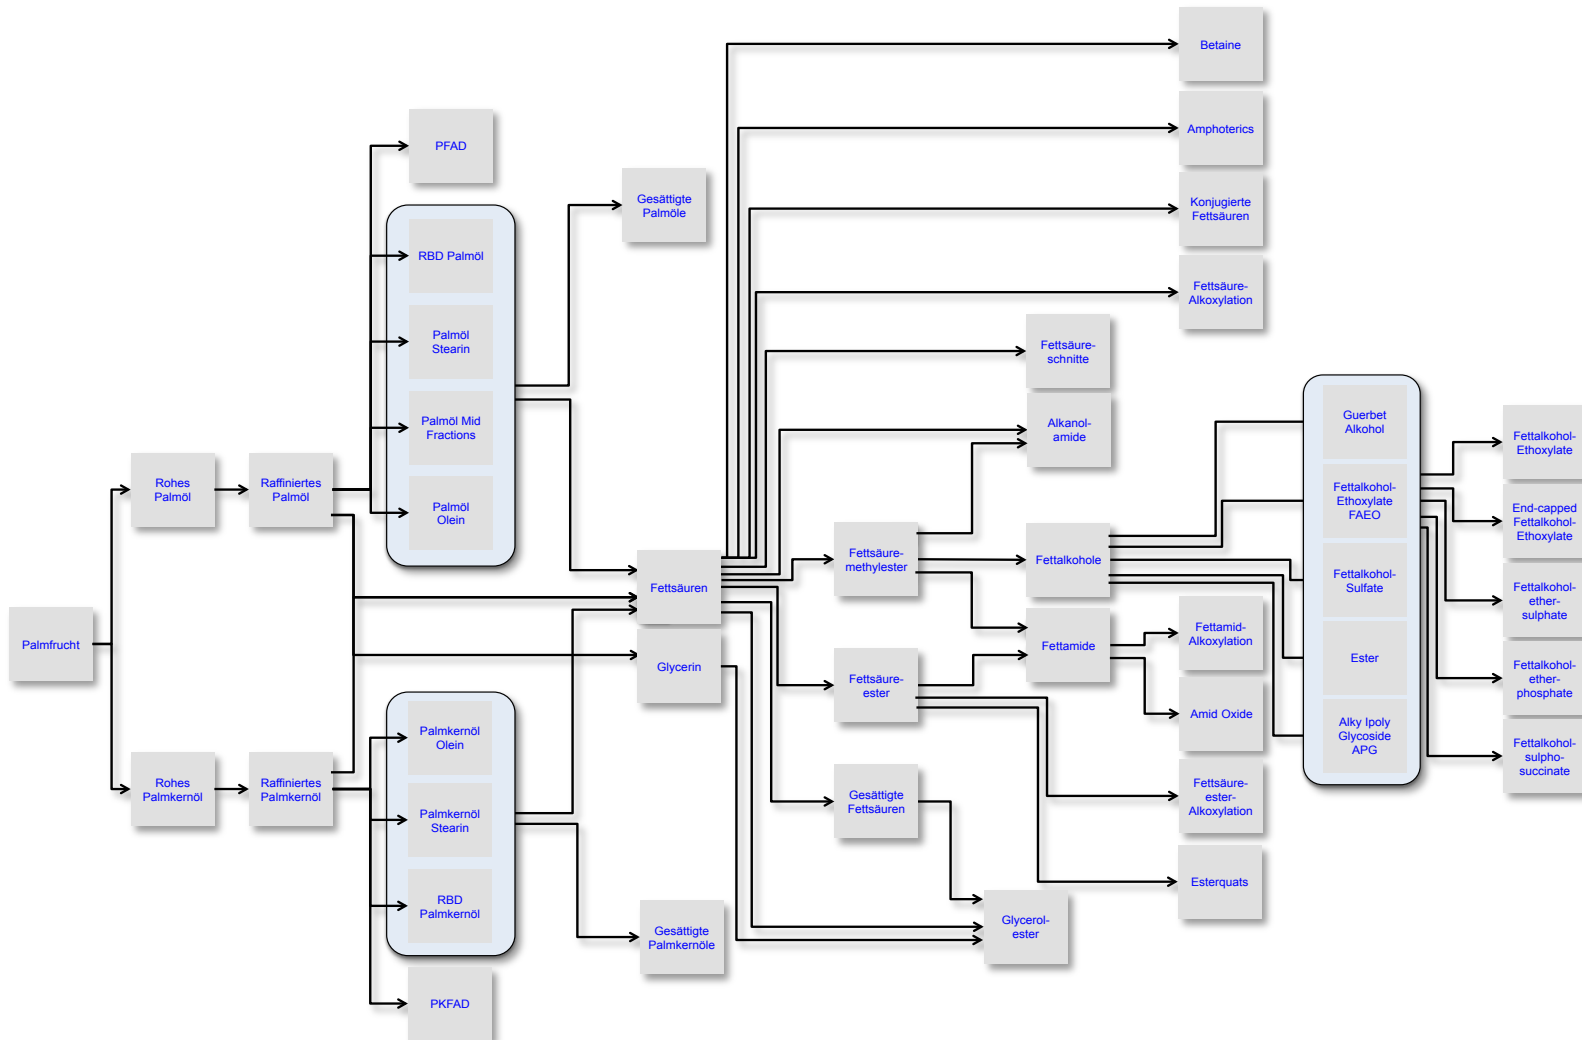 Betaine
Amphoterics
Konjugierte
Fettsäuren
Fettsäure-
Alkoxylation
PFAD
Gesättigte
Palmöle
RBD Palmöl
Palmöl
Stearin
Palmöl Mid
Fractions
Palmöl
Olein
Fettsäure-
schnitte
Alkanol-
amide
Rohes
Palmöl
Raffiniertes
Palmöl
Palmfrucht
Rohes
Palmkernöl
Raffiniertes
Palmkernöl
Fettsäuren
Glycerin
Fettsäure-
methylester
Fettalkohole
Fettsäure-
ester
Fettamide
Fettamid-
Alkoxylation
Amid Oxide
Gesättigte
Fettsäuren
Fettsäure-
ester-
Alkoxylation
Esterquats
Glycerol-
ester
Palmkernöl
Olein
Palmkernöl
Stearin
RBD
Palmkernöl
Gesättigte
Palmkernöle
PKFAD
Guerbet
Alkohol
Fettalkohol-
Ethoxylate
FAEO
Fettalkohol-
Sulfate
Ester
Alky Ipoly
Glycoside
APG
Fettalkohol-
Ethoxylate
End-capped
Fettalkohol-
Ethoxylate
Fettalkohol-
ether-
sulphate
Fettalkohol-
ether-
phosphate
Fettalkohol-
sulpho-
succinate